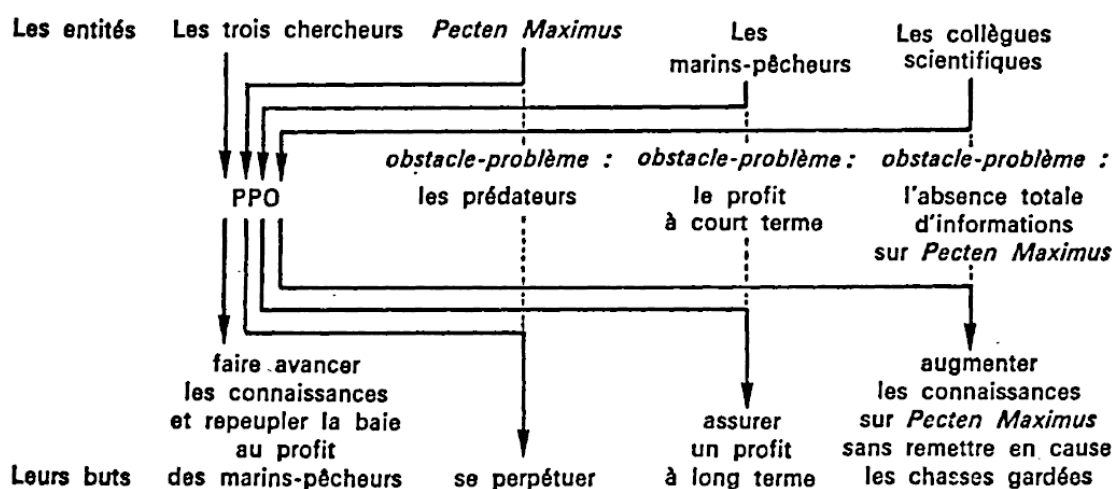 Les entités
Les trois chercheurs
Pecten Maximus
Les
marins-pêcheurs
Les collègues
scientifiques
obstacle-problème :
les prédateurs
obstacle-problème :
le profit
à court terme
obstacle-problème :
l'absence totale
d'informations
sur Pecten Maximus
PPO
Leurs buts
faire avancer
les connaissances
et repeupler la baie
au profit
des marins-pêcheurs
se perpétuer
assurer
un profit
à long terme
augmenter
les connaissances
sur Pecten Maximus
sans remettre en cause
les chasses gardées